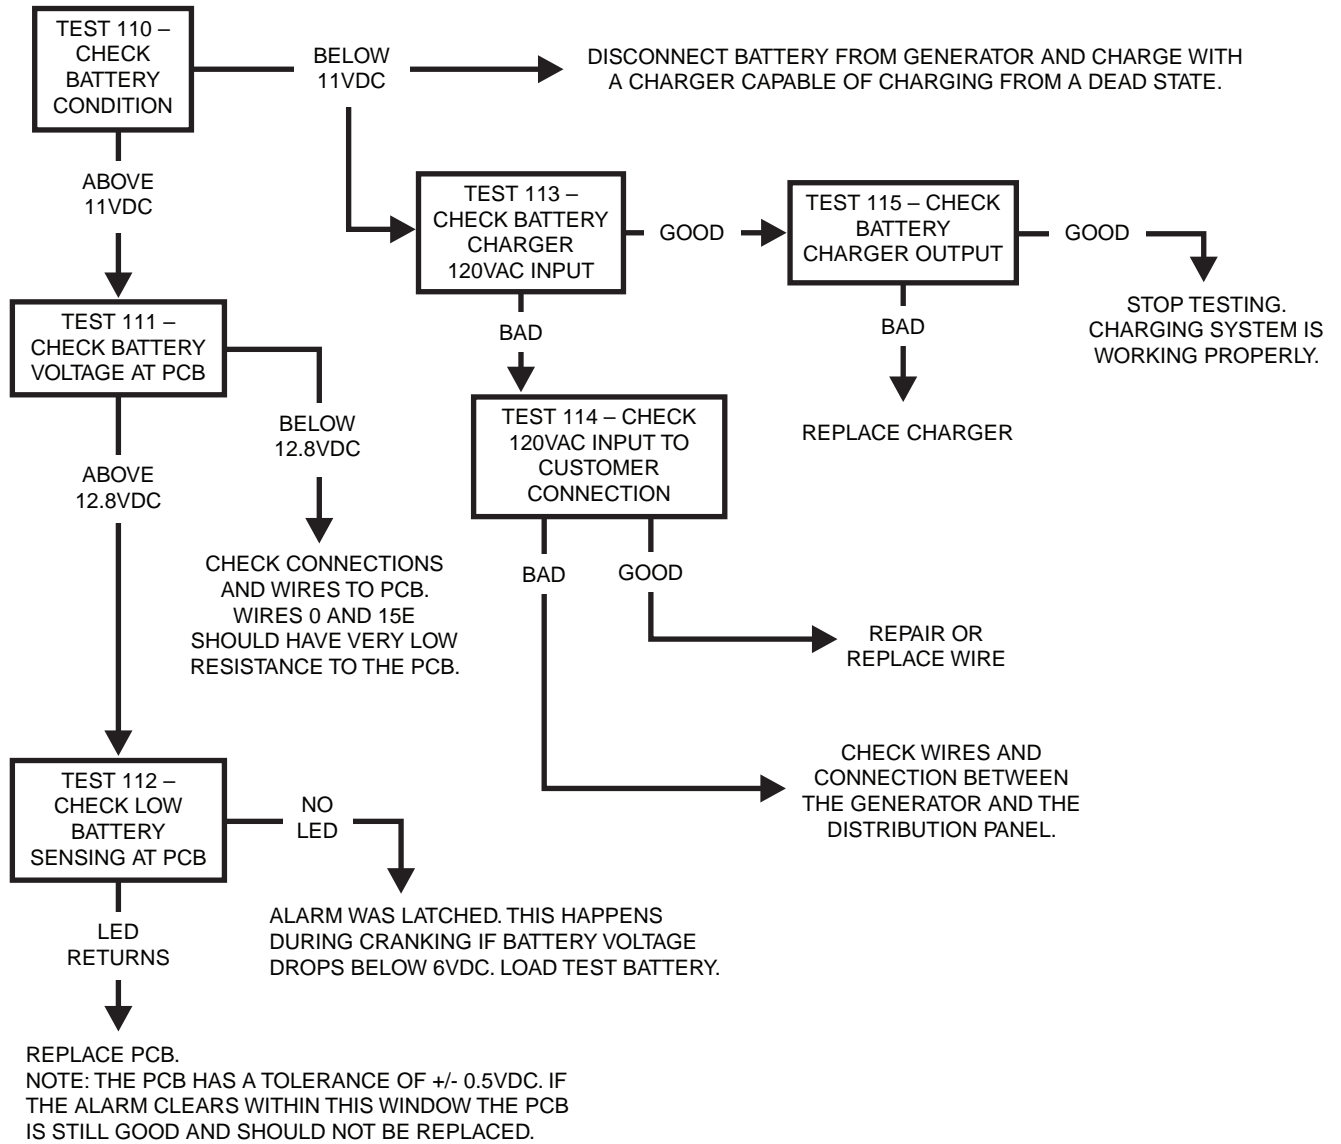 TEST 110 –
CHECK
BATTERY
CONDITION
BELOW
11VDC
DISCONNECT BATTERY FROM GENERATOR AND CHARGE WITH
A CHARGER CAPABLE OF CHARGING FROM A DEAD STATE.
ABOVE
11VDC
TEST 113 –
CHECK BATTERY
CHARGER
120VAC INPUT
GOOD
TEST 115 – CHECK
BATTERY
CHARGER OUTPUT
GOOD
STOP TESTING.
CHARGING SYSTEM IS
WORKING PROPERLY.
BAD
BAD
REPLACE CHARGER
TEST 111 –
CHECK BATTERY
VOLTAGE AT PCB
BELOW
12.8VDC
ABOVE
12.8VDC
CHECK CONNECTIONS
AND WIRES TO PCB.
WIRES 0 AND 15E
SHOULD HAVE VERY LOW
RESISTANCE TO THE PCB.
TEST 114 – CHECK
120VAC INPUT TO
CUSTOMER
CONNECTION
BAD
GOOD
REPAIR OR
REPLACE WIRE
CHECK WIRES AND
CONNECTION BETWEEN
THE GENERATOR AND THE
DISTRIBUTION PANEL.
TEST 112 –
CHECK LOW
BATTERY
SENSING AT PCB
NO
LED
ALARM WAS LATCHED. THIS HAPPENS
DURING CRANKING IF BATTERY VOLTAGE
DROPS BELOW 6VDC. LOAD TEST BATTERY.
LED
RETURNS
REPLACE PCB.
NOTE: THE PCB HAS A TOLERANCE OF +/- 0.5VDC. IF
THE ALARM CLEARS WITHIN THIS WINDOW THE PCB
IS STILL GOOD AND SHOULD NOT BE REPLACED.